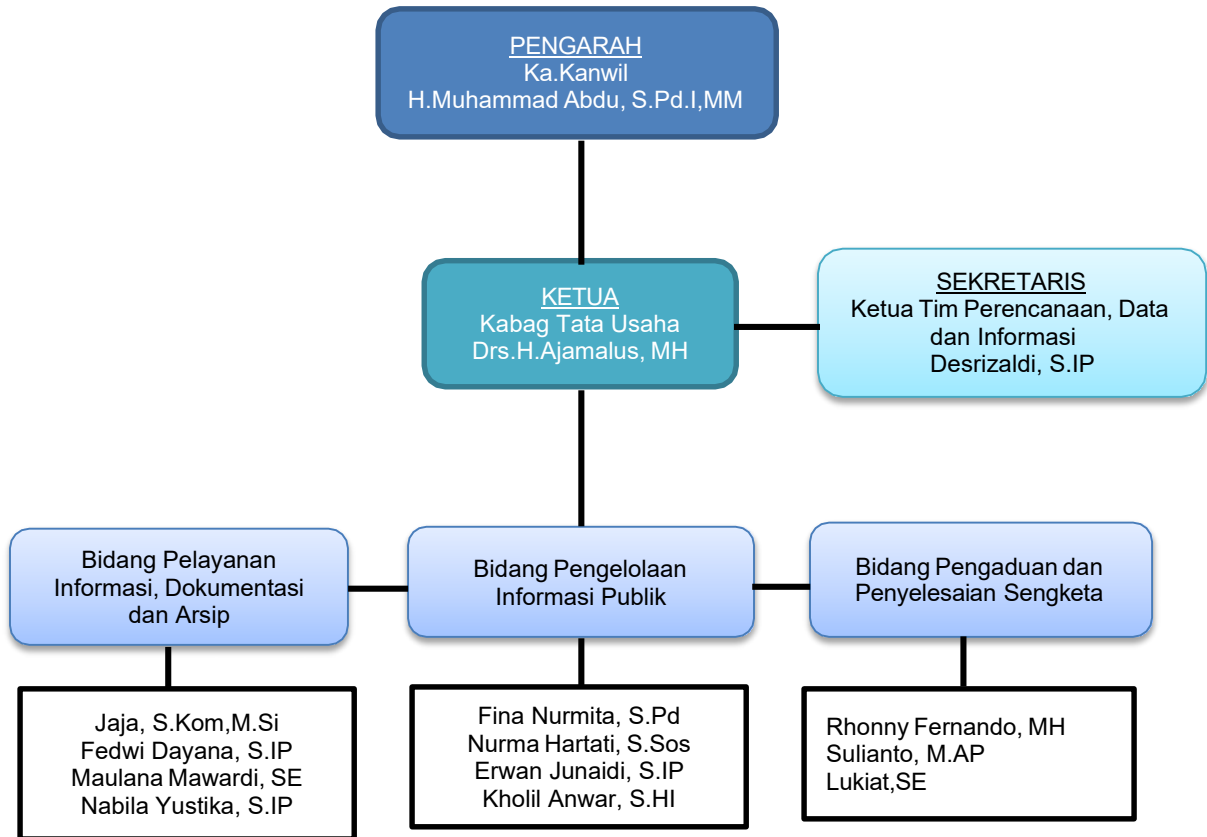 PENGARAH
Ka.Kanwil
H.Muhammad Abdu, S.Pd.I,MM
KETUA
Kabag Tata Usaha
Drs.H.Ajamalus, MH
SEKRETARIS
Ketua Tim Perencanaan, Data
dan Informasi
Desrizaldi, S.IP
Bidang Pelayanan
Informasi, Dokumentasi
dan Arsip
Bidang Pengelolaan
Informasi Publik
Bidang Pengaduan dan
Penyelesaian Sengketa
Jaja, S.Kom,M.Si
Fedwi Dayana, S.IP
Maulana Mawardi, SE
Nabila Yustika, S.IP
Fina Nurmita, S.Pd
Nurma Hartati, S.Sos
Erwan Junaidi, S.IP
Kholil Anwar, S.HI
Rhonny Fernando, MH
Sulianto, M.AP
Lukiat,SE